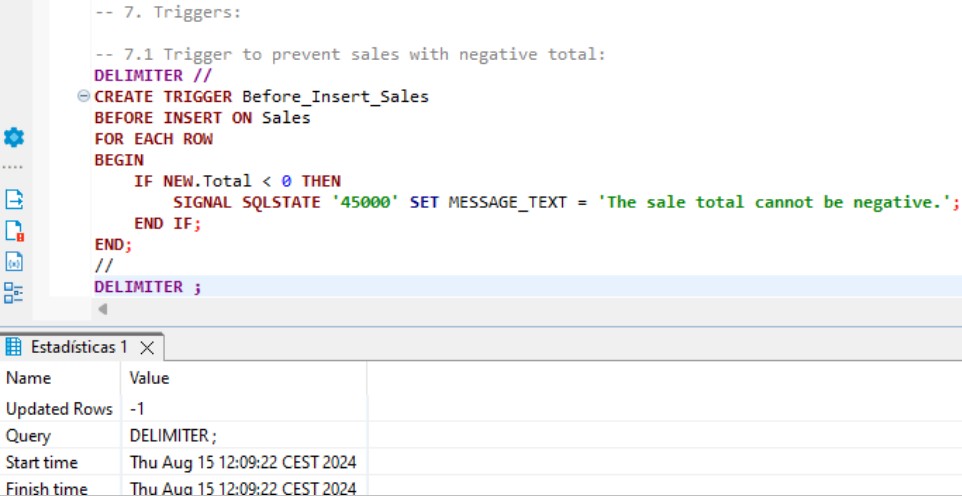 -- 7. Triggers:
-- 7.1 Trigger to prevent sales with negative total:
DELIMITER //
CREATE TRIGGER Before_Insert_Sales
BEFORE INSERT ON Sales
FOR EACH ROW
BEGIN
IF NEW.Total < 0 THEN
SIGNAL SQLSTATE '45000' SET MESSAGE_TEXT = 'The sale total cannot be negative.';
END IF;
END;
//
DELIMITER ;
Estadísticas 1
Name Value
Updated Rows -1
Query DELIMITER ;
Start time Thu Aug 15 12:09:22 CEST 2024
Finish time Thu Aug 15 12:09:22 CEST 2024